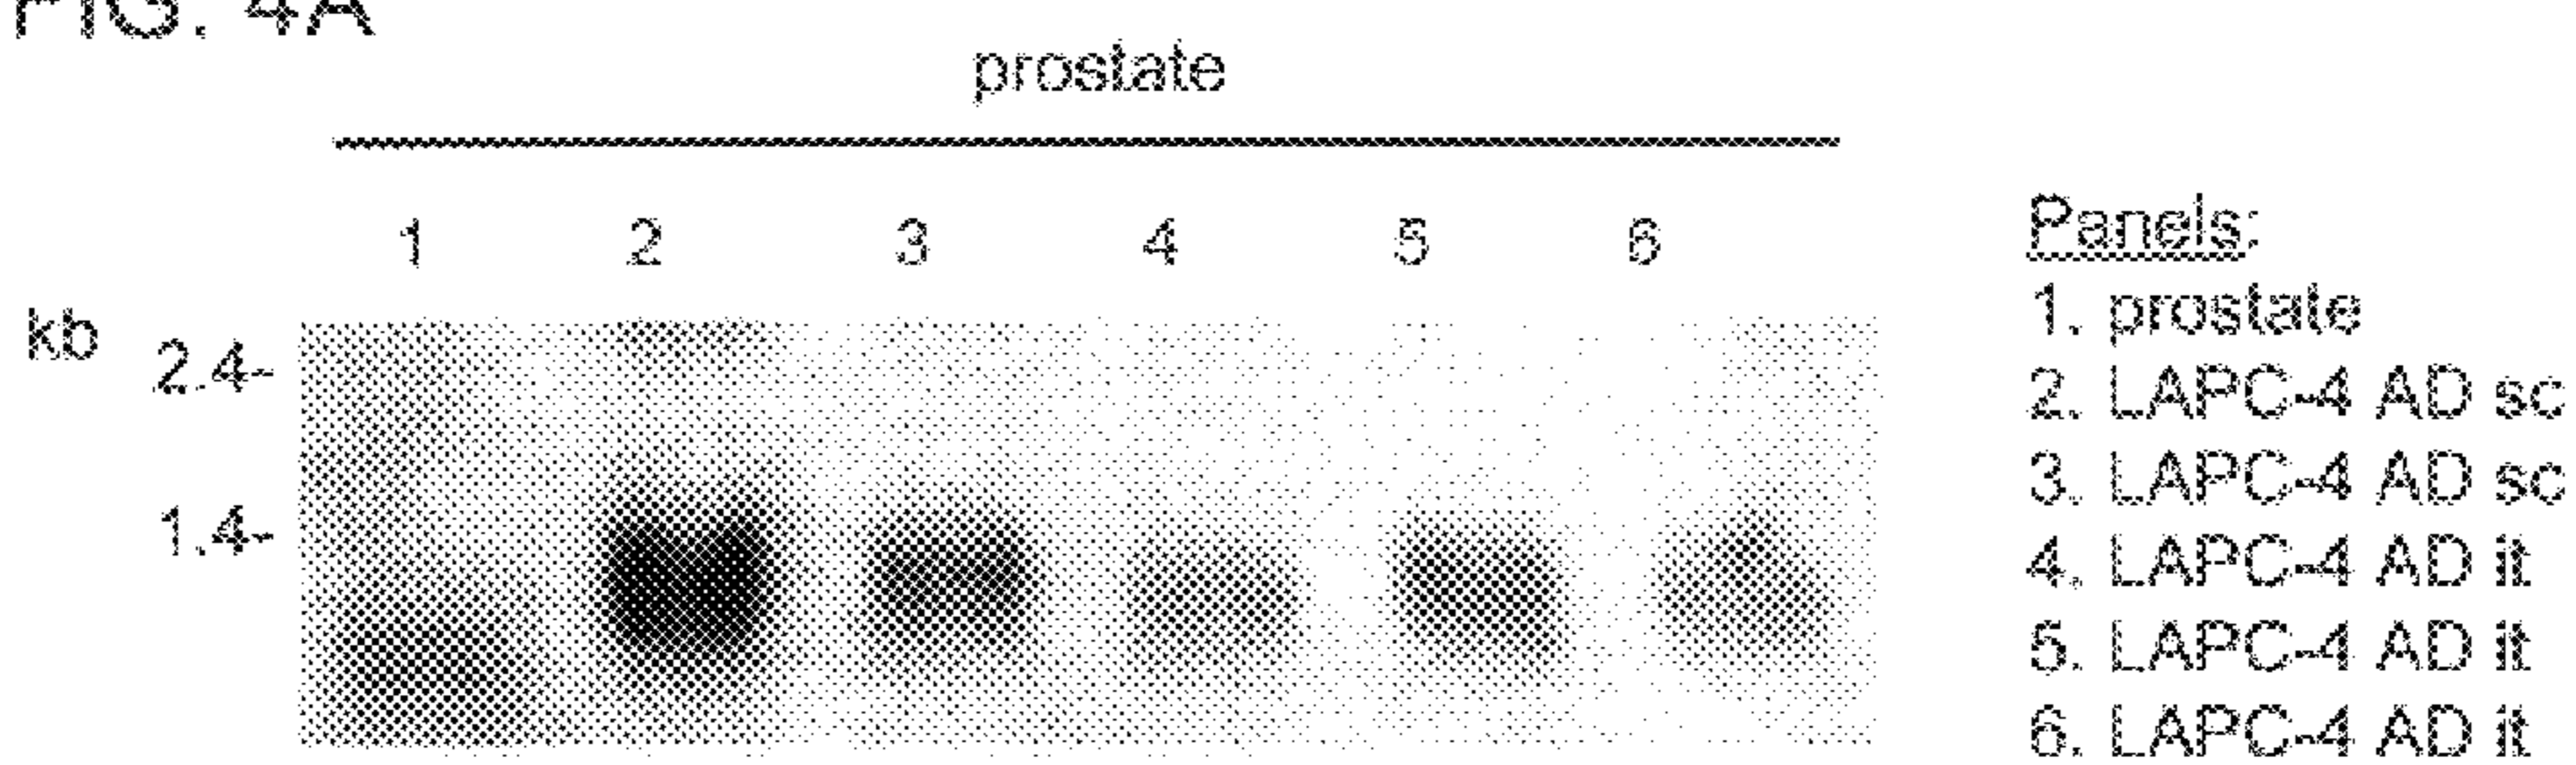 FIG. 4A
prostate
1 2 3 4 5 6
kb
2.4-
1.4-
Panels:
1. prostate
2. LAPC-4 AD sc
3. LAPC-4 AD sc
4. LAPC-4 AD it
5. LAPC-4 AD it
6. LAPC-4 AD it